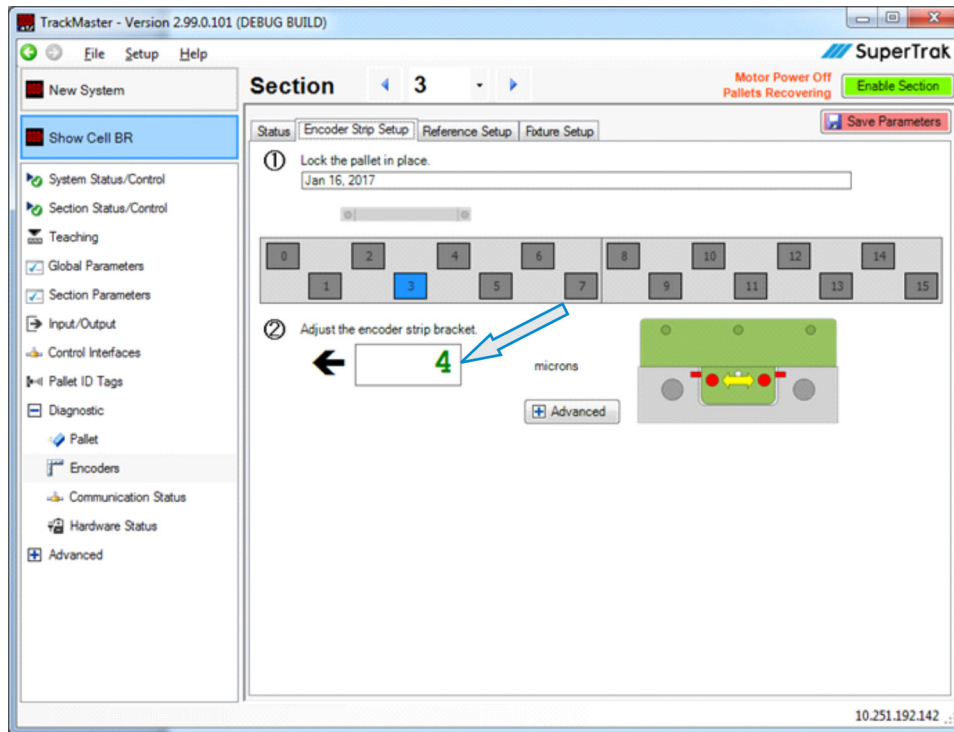 TrackMaster - Version 2.99.0.101 (DEBUG BUILD)
File Setup Help
SuperTrak
New System
Show Cell BR
System Status/Control
Section Status/Control
Teaching
Global Parameters
Section Parameters
Input/Output
Control Interfaces
Pallet ID Tags
Diagnostic
Pallet
Encoders
Communication Status
Hardware Status
Advanced
Section 3
Motor Power Off
Pallets Recovering
Enable Section
Save Parameters
Status Encoder Strip Setup Reference Setup Fixture Setup
1 Lock the pallet in place.
Jan 16, 2017
0 2 4 6 8 10 12 14
1 3 5 7 9 11 13 15
2 Adjust the encoder strip bracket.
4 microns
Advanced
10.251.192.142